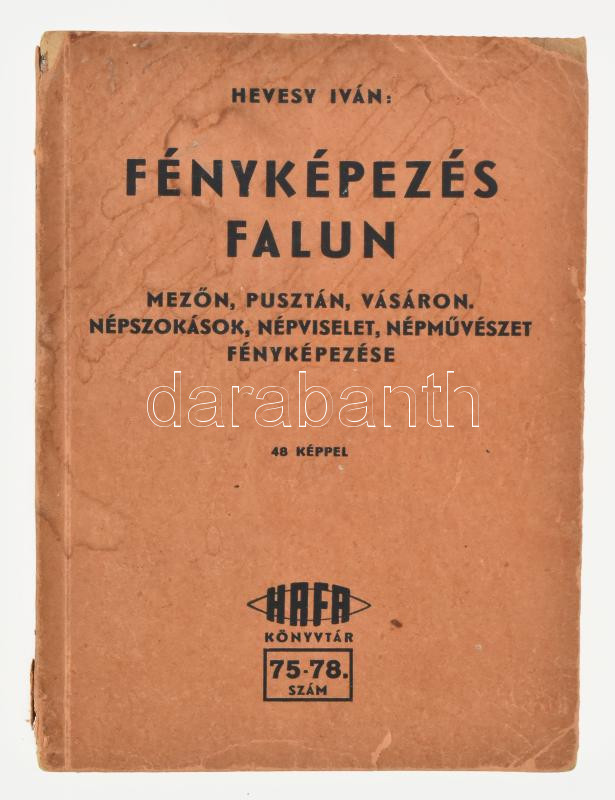 HEVESY IVÁN:
FÉNYKÉPEZÉS
FALUN
MEZŐN, PUSZTÁN, VÁSÁRON.
NÉPSZOKÁSOK, NÉPVISELET, NÉPMŰVÉSZET
FÉNYKÉPEZÉSE
darabanth
48 KÉPPEL
HAFA
KÖNYVTÁR
75-78.
SZÁM